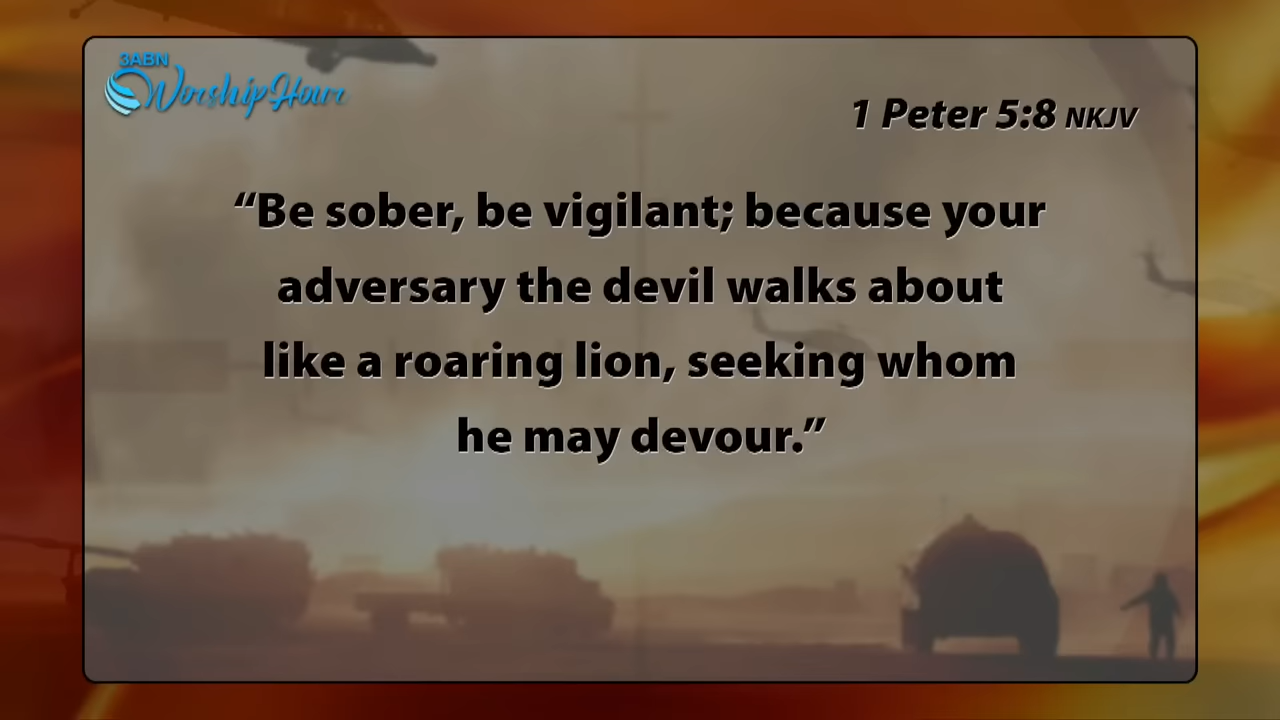 3ABN
Worship Hour
1 Peter 5:8 NKJV
“Be sober, be vigilant; because your
adversary the devil walks about
like a roaring lion, seeking whom
he may devour.”